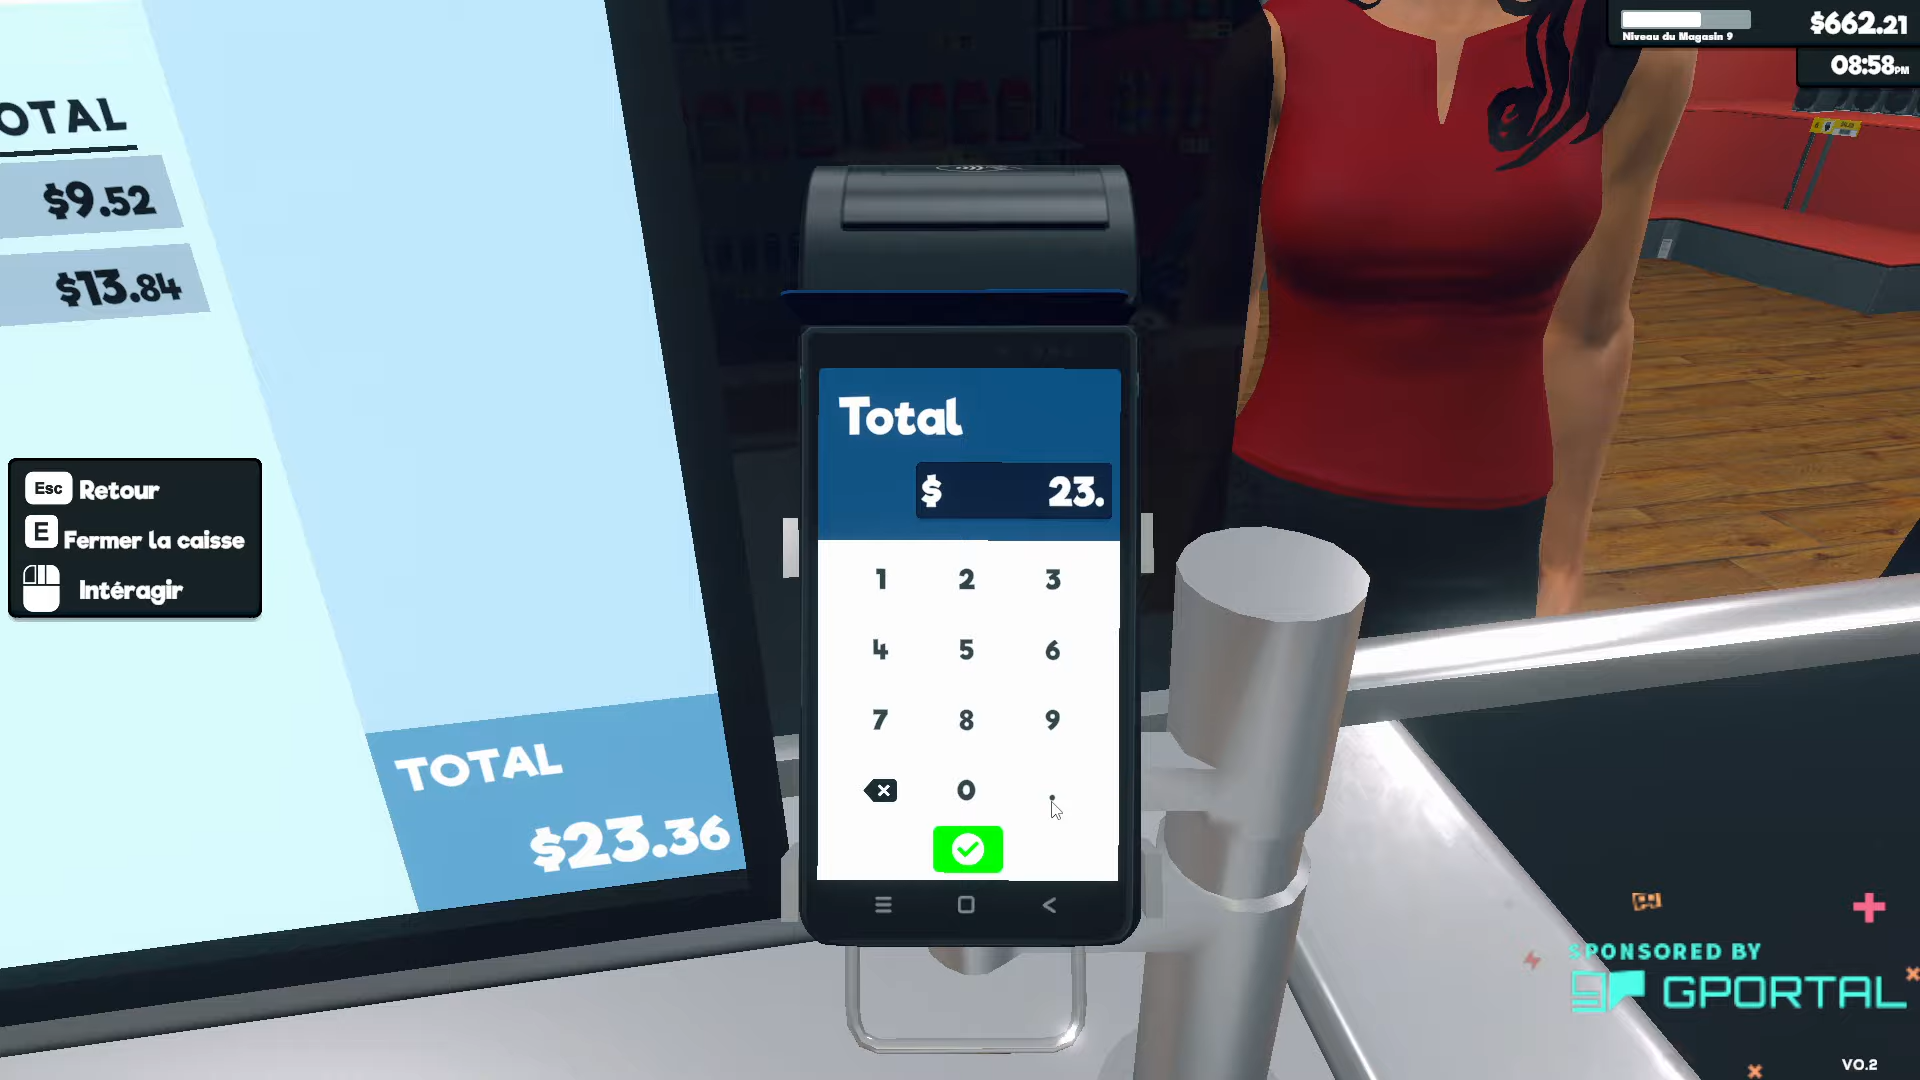 $662.21
Niveau du Magasin 9
08:58PM
OTAL
$9.52
$13.84
Total
$ 23.
Esc Retour
E Fermer la caisse
Intéragir
1 2 3
4 5 6
7 8 9
0 .
TOTAL
$23.36
SPONSORED BY
GPORTAL
V0.2